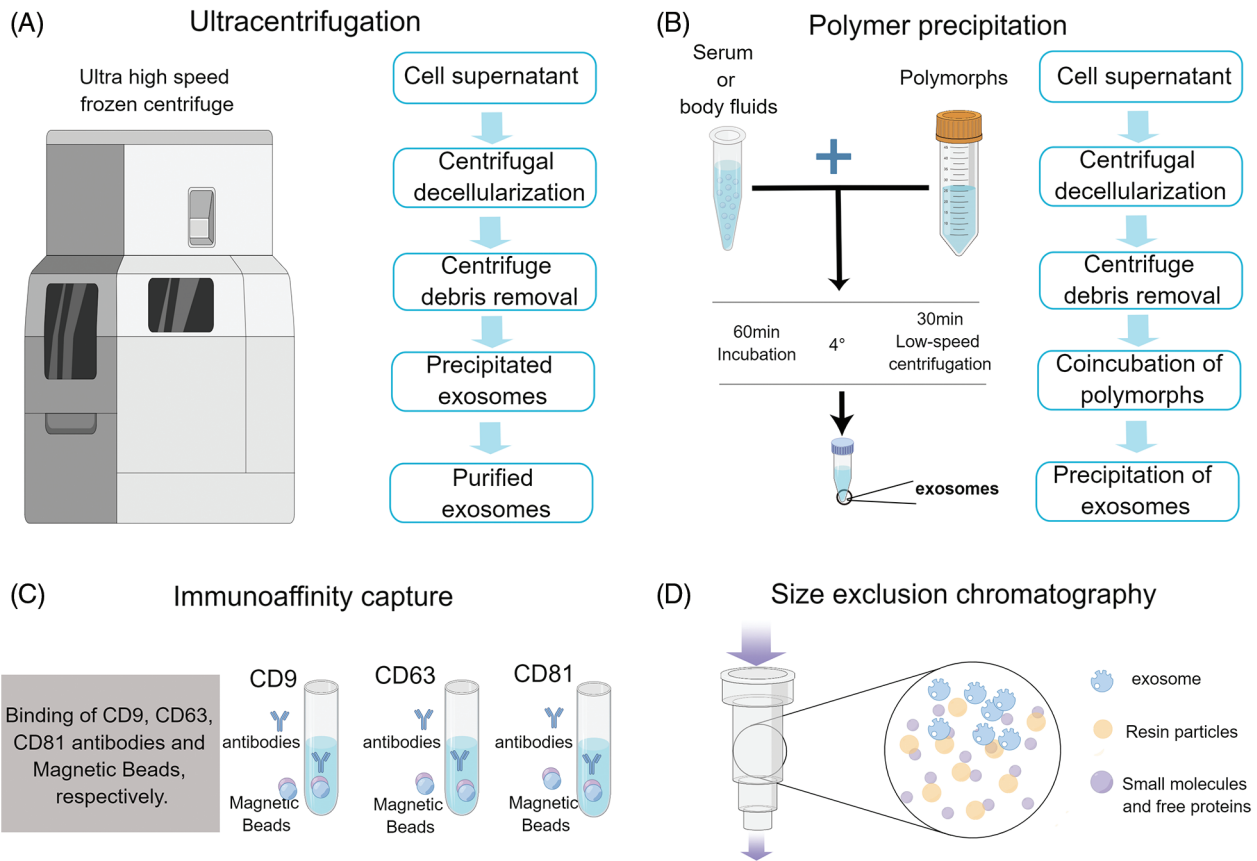 (A)
Ultracentrifugation
Ultra high speed
frozen centrifuge
Cell supernatant
Centrifugal
decellularization
Centrifuge
debris removal
Precipitated
exosomes
Purified
exosomes
(B)
Polymer precipitation
Serum
or
body fluids
Polymorphs
60min
Incubation
4°
30min
Low-speed
centrifugation
exosomes
Cell supernatant
Centrifugal
decellularization
Centrifuge
debris removal
Coincubation of
polymorphs
Precipitation of
exosomes
(C)
Immunoaffinity capture
Binding of CD9, CD63,
CD81 antibodies and
Magnetic Beads,
respectively.
CD9
antibodies
Magnetic
Beads
CD63
antibodies
Magnetic
Beads
CD81
antibodies
Magnetic
Beads
(D)
Size exclusion chromatography
exosome
Resin particles
Small molecules
and free proteins